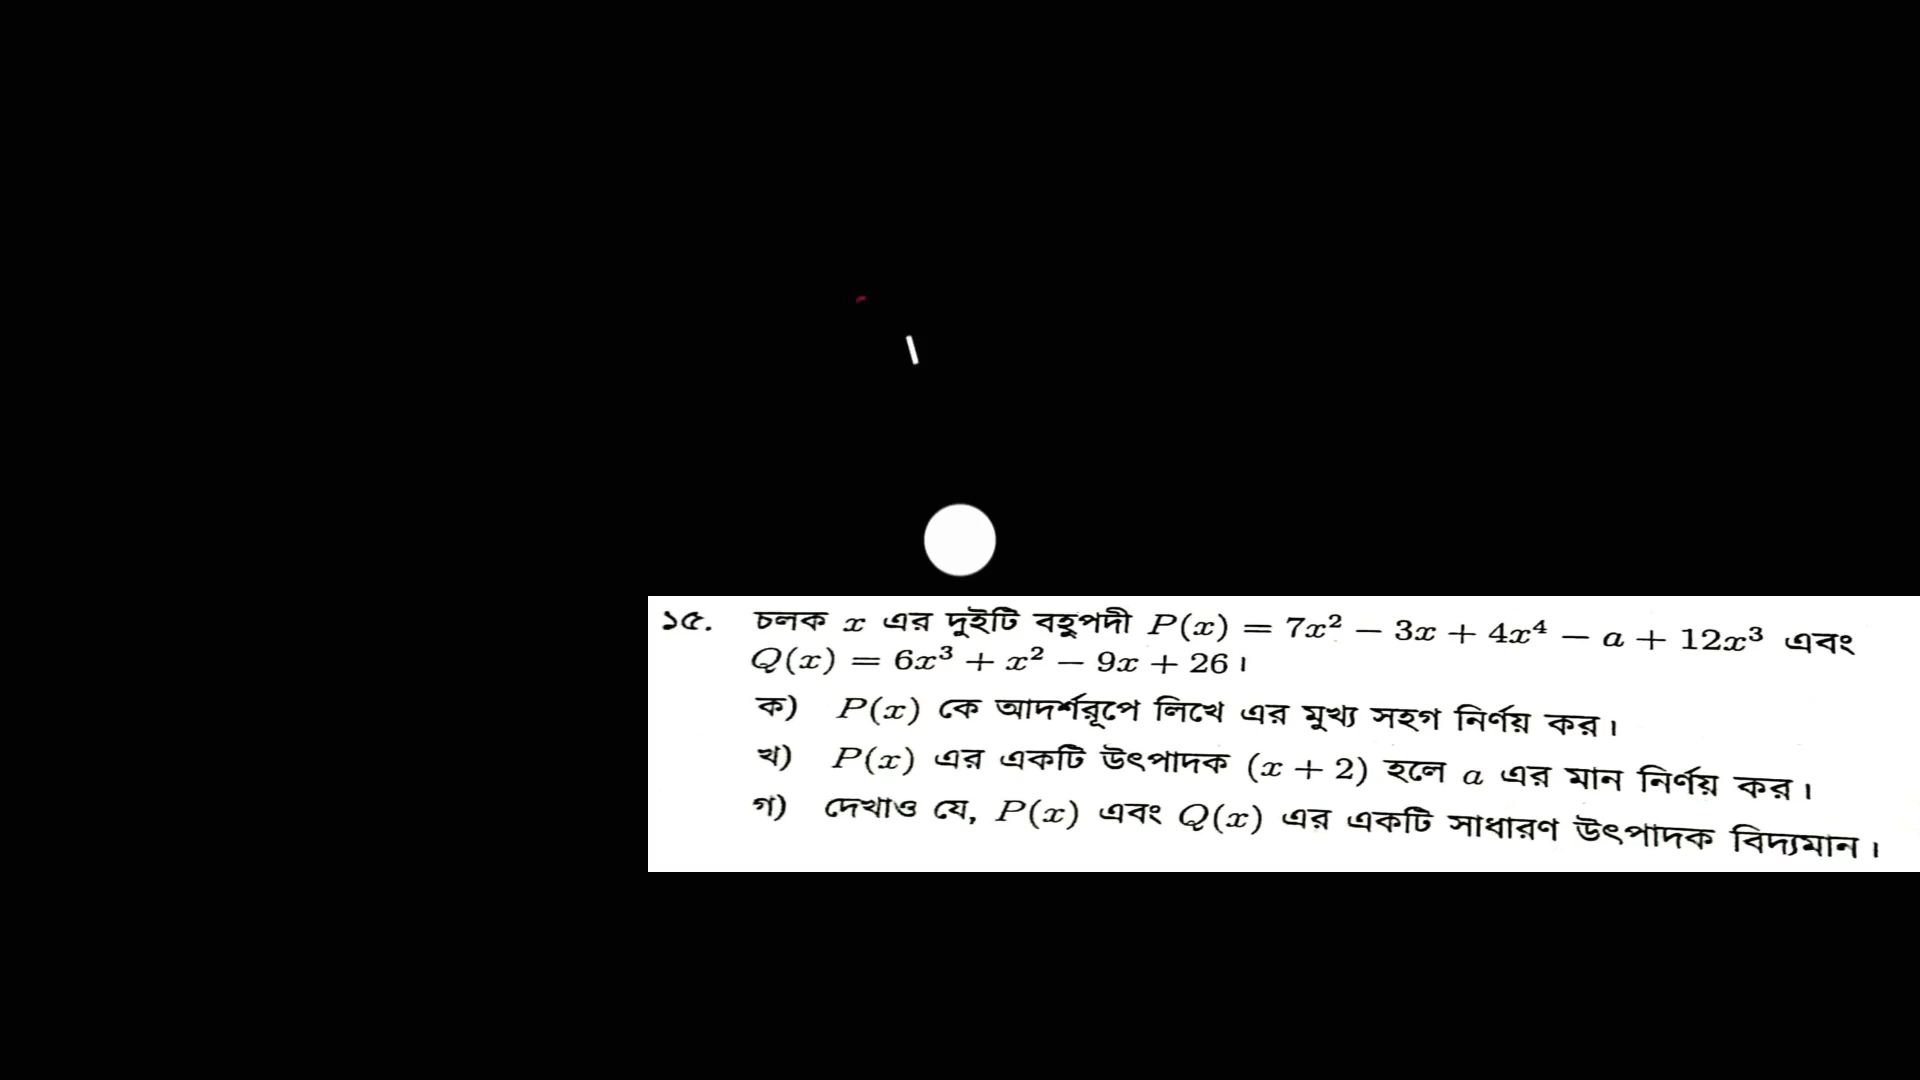 ১৫. চলক x এর দুইটি বহুপদী P(x) = 7x² − 3x + 4x⁴ − a + 12x³ এবং
Q(x) = 6x³ + x² − 9x + 26।
ক) P(x) কে আদর্শরূপে লিখে এর মুখ্য সহগ নির্ণয় কর।
খ) P(x) এর একটি উৎপাদক (x + 2) হলে a এর মান নির্ণয় কর।
গ) দেখাও যে, P(x) এবং Q(x) এর একটি সাধারণ উৎপাদক বিদ্যমান।